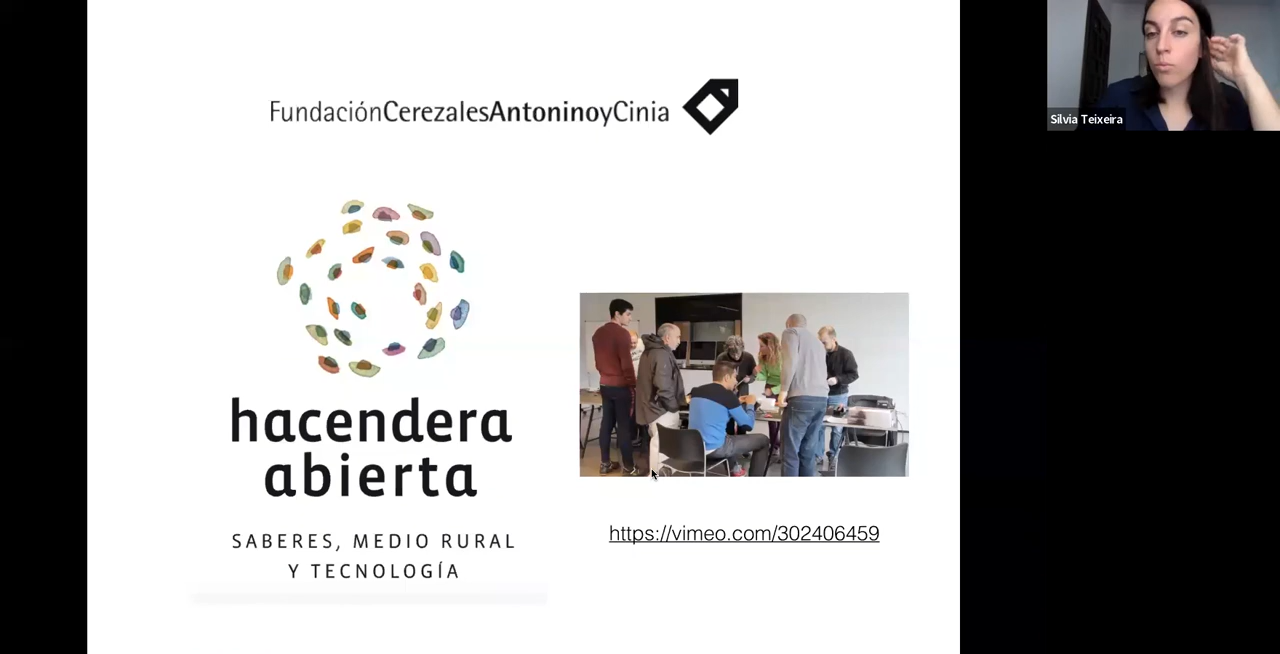 FundaciónCerezalesAntoninoyCinia
Silvia Teixeira
hacendera
abierta
SABERES, MEDIO RURAL
Y TECNOLOGÍA
https://vimeo.com/302406459